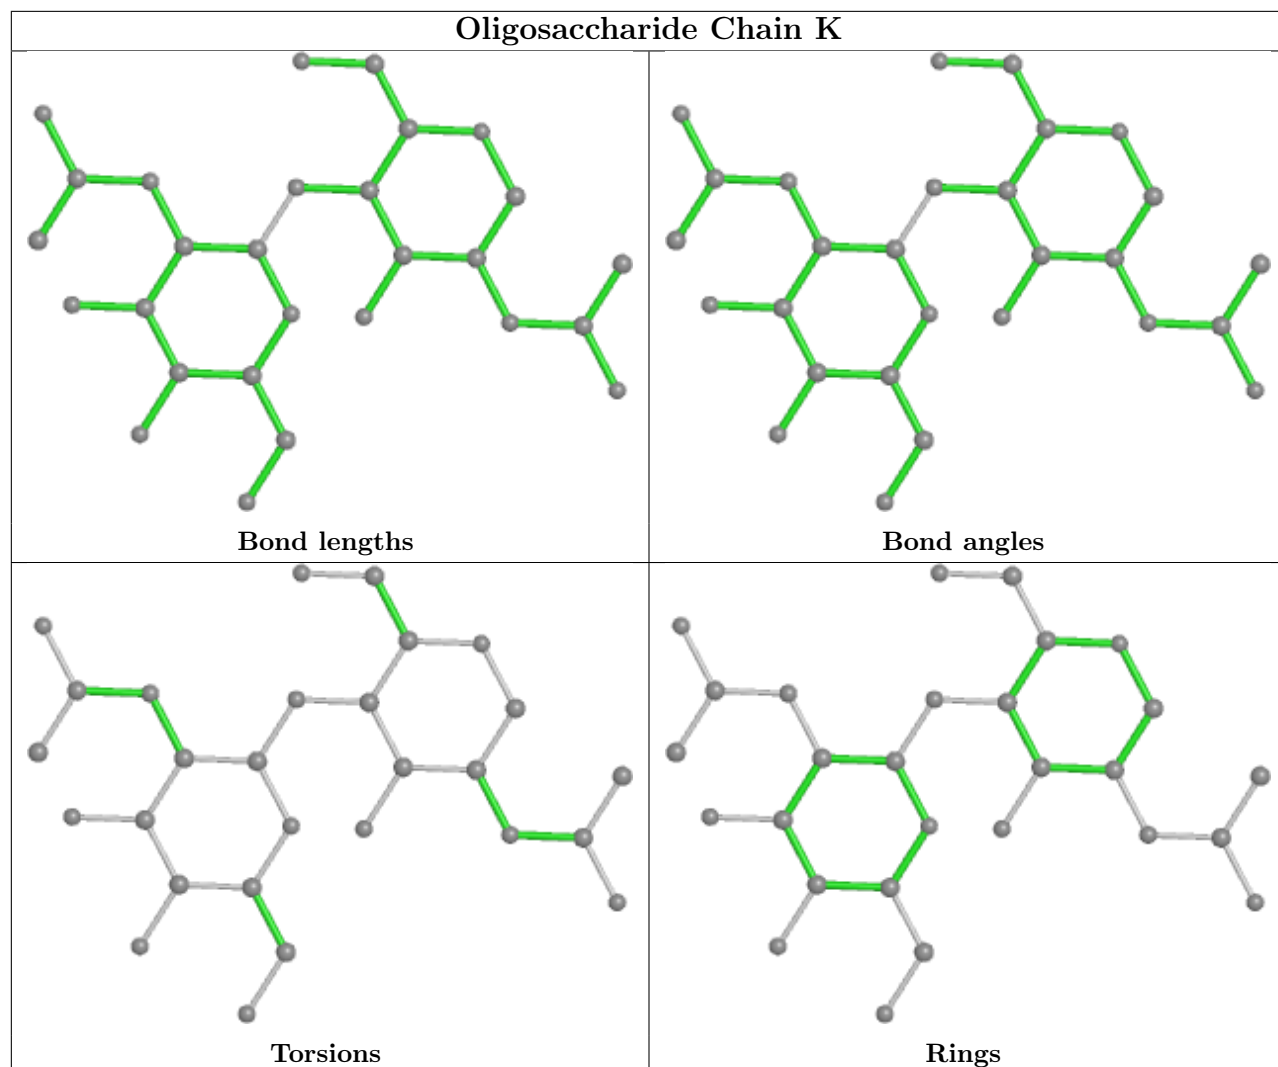 Oligosaccharide Chain K
Bond lengths
Bond angles
Torsions
Rings